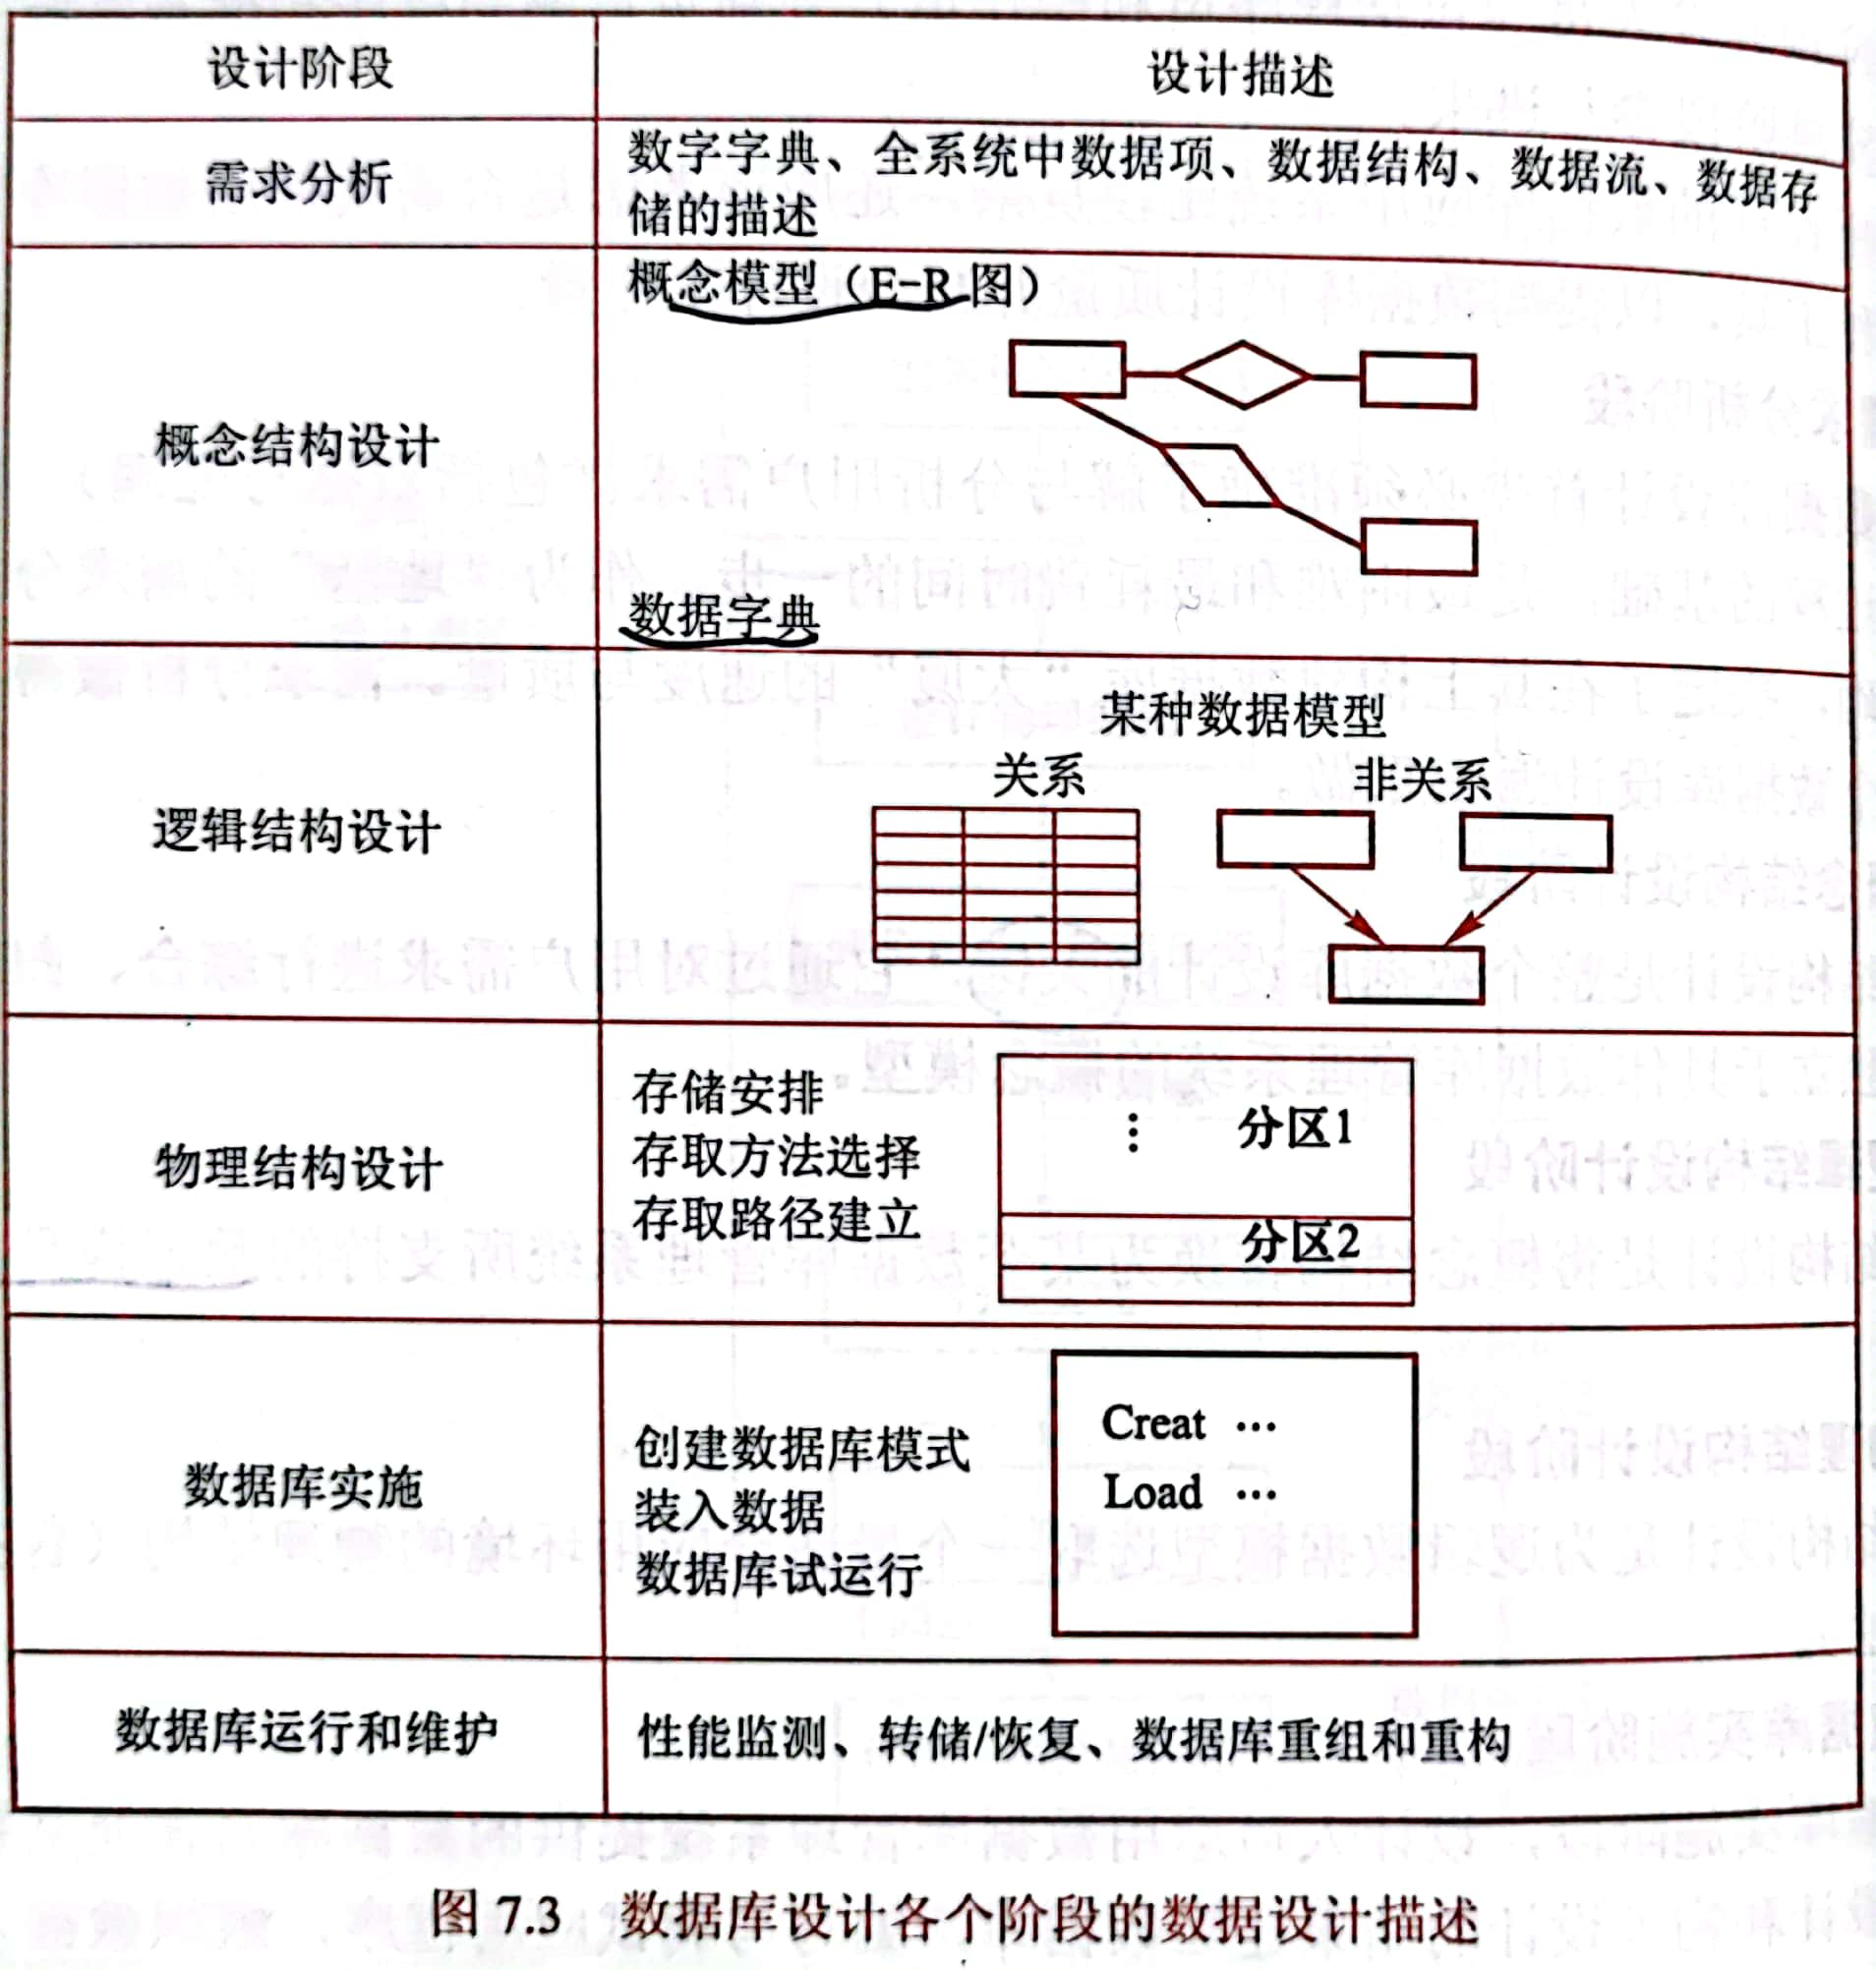 设计阶段
设计描述
需求分析
数字字典、全系统中数据项、数据结构、数据流、数据存
储的描述
概念结构设计
概念模型（E-R 图）
数据字典
逻辑结构设计
某种数据模型
关系
非关系
物理结构设计
存储安排
存取方法选择
存取路径建立
⋮ 分区1
分区2
数据库实施
创建数据库模式
装入数据
数据库试运行
Creat …
Load …
数据库运行和维护
性能监测、转储/恢复、数据库重组和重构
图 7.3 数据库设计各个阶段的数据设计描述